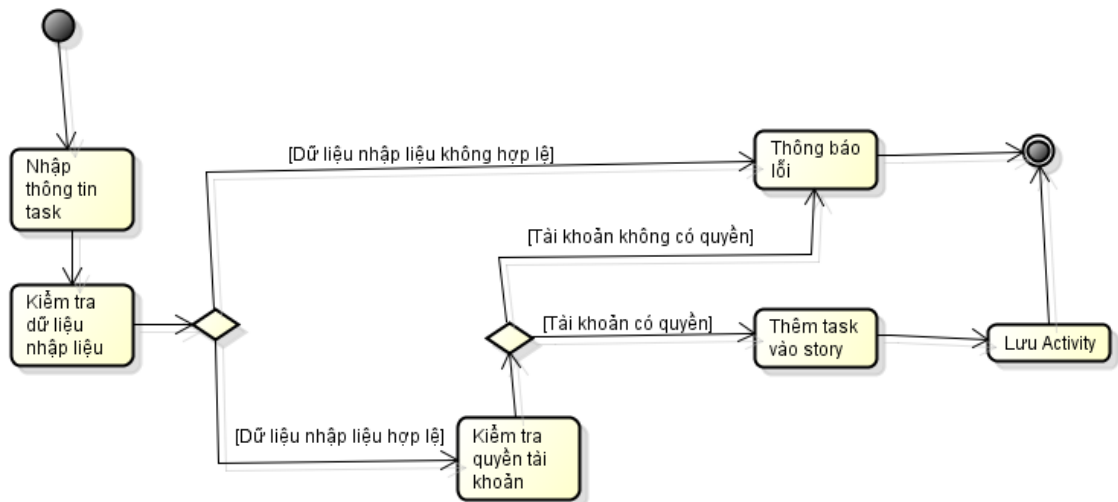 Nhập
thông tin
task
Kiểm tra
dữ liệu
nhập liệu
[Dữ liệu nhập liệu không hợp lệ]
Thông báo
lỗi
[Tài khoản không có quyền]
[Tài khoản có quyền]
Thêm task
vào story
Lưu Activity
[Dữ liệu nhập liệu hợp lệ]
Kiểm tra
quyền tài
khoản